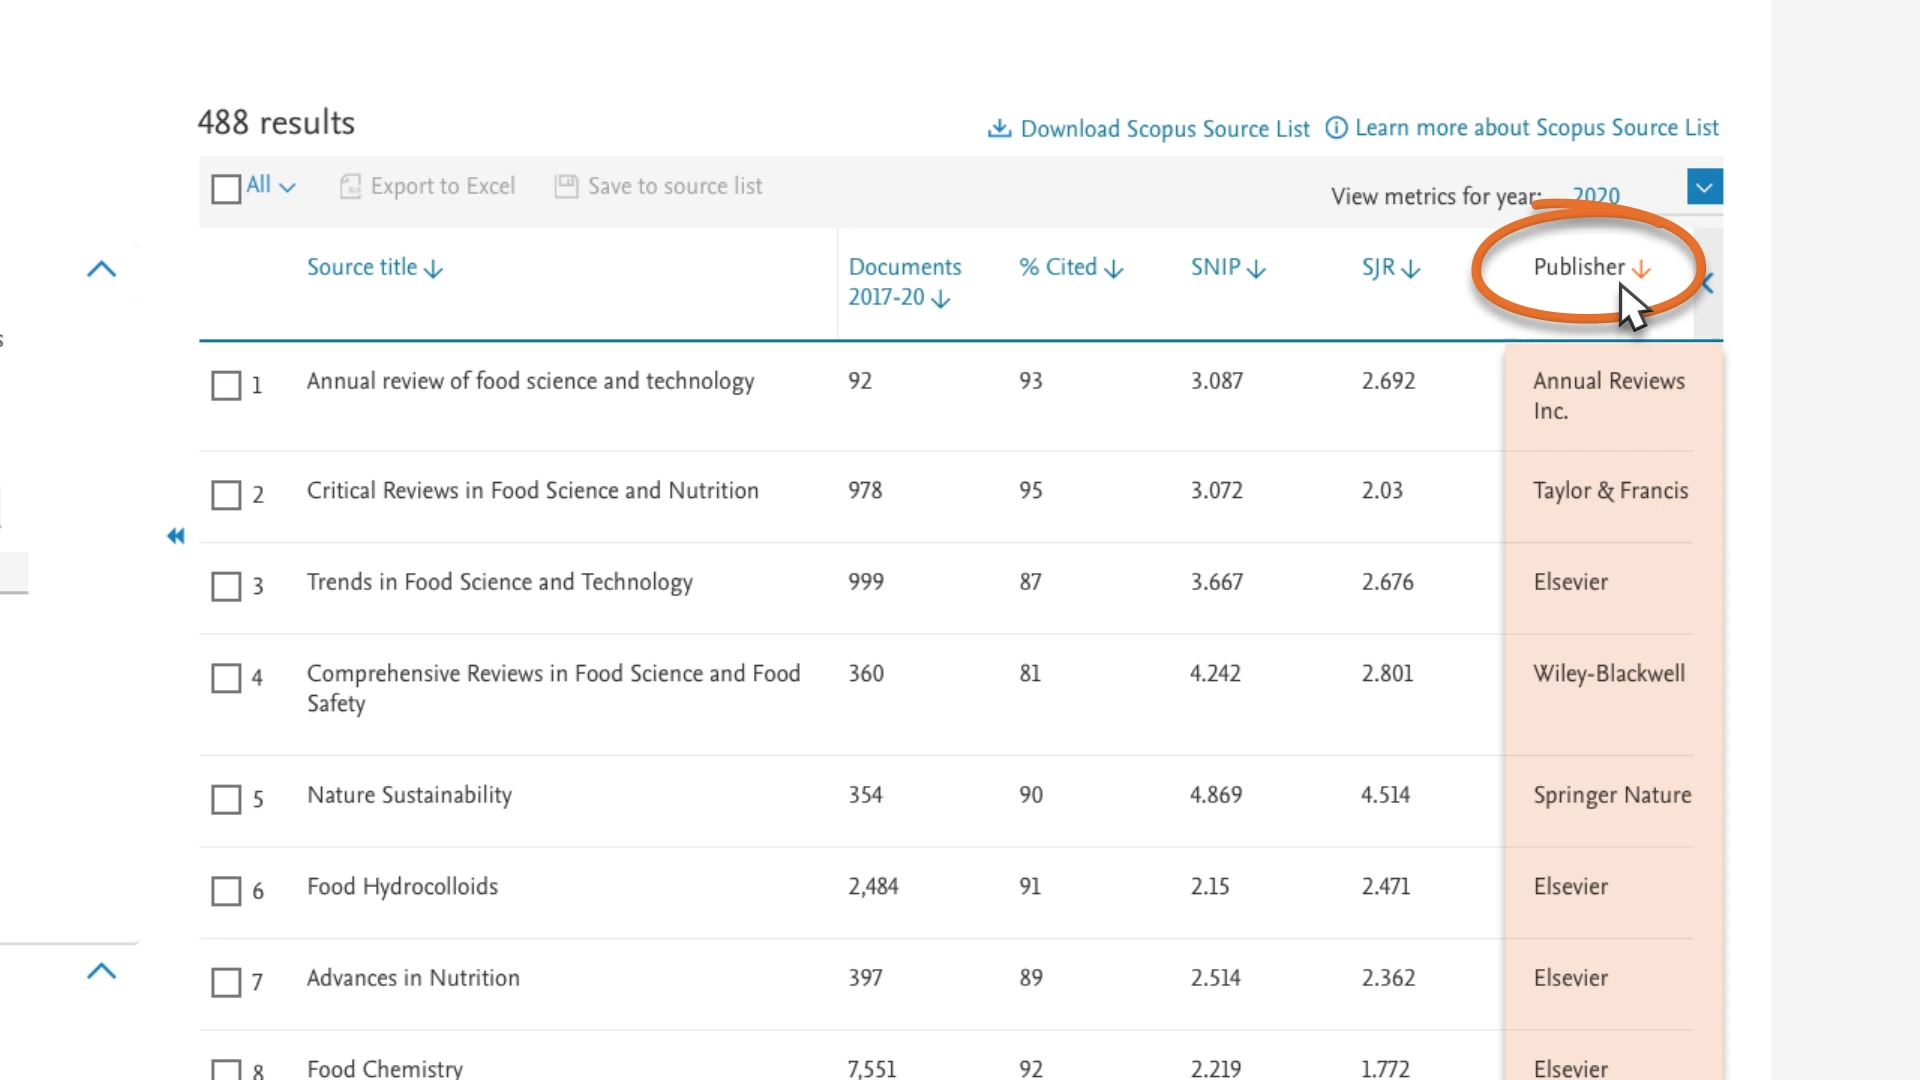 488 results
Download Scopus Source List
Learn more about Scopus Source List
All
Export to Excel
Save to source list
View metrics for year:
2020
Source title
Documents
2017-20
% Cited
SNIP
SJR
Publisher
1
Annual review of food science and technology
92
93
3.087
2.692
Annual Reviews
Inc.
2
Critical Reviews in Food Science and Nutrition
978
95
3.072
2.03
Taylor & Francis
3
Trends in Food Science and Technology
999
87
3.667
2.676
Elsevier
4
Comprehensive Reviews in Food Science and Food
Safety
360
81
4.242
2.801
Wiley-Blackwell
5
Nature Sustainability
354
90
4.869
4.514
Springer Nature
6
Food Hydrocolloids
2,484
91
2.15
2.471
Elsevier
7
Advances in Nutrition
397
89
2.514
2.362
Elsevier
8
Food Chemistry
7,551
92
2.219
1.772
Elsevier